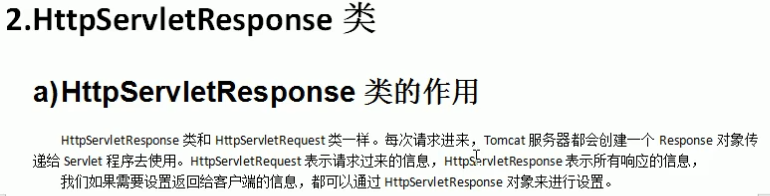 2.HttpServletResponse 类
a)HttpServletResponse 类的作用
HttpServletResponse 类和 HttpServletRequest 类一样。每次请求进来，Tomcat 服务器都会创建一个 Response 对象传
递给 Servlet 程序去使用。HttpServletRequest 表示请求过来的信息，HttpServletResponse 表示所有响应的信息，
我们如果需要设置返回给客户端的信息，都可以通过 HttpServletResponse 对象来进行设置。